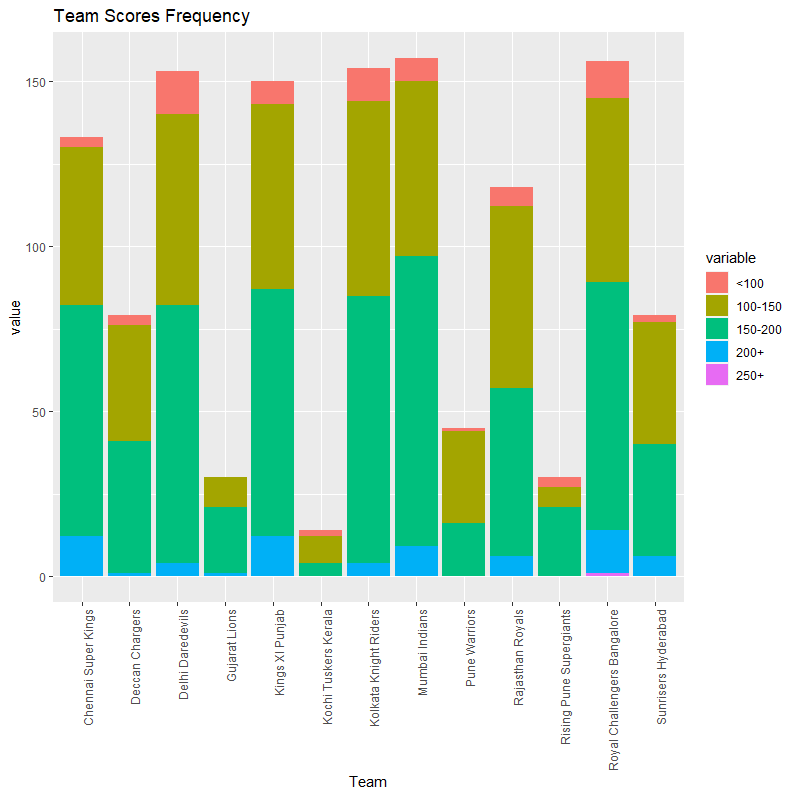 Team Scores Frequency
150
100
50
0
value
Chennai Super Kings
Deccan Chargers
Delhi Daredevils
Gujarat Lions
Kings XI Punjab
Kochi Tuskers Kerala
Kolkata Knight Riders
Mumbai Indians
Pune Warriors
Rajasthan Royals
Rising Pune Supergiants
Royal Challengers Bangalore
Sunrisers Hyderabad
Team
variable
<100
100-150
150-200
200+
250+